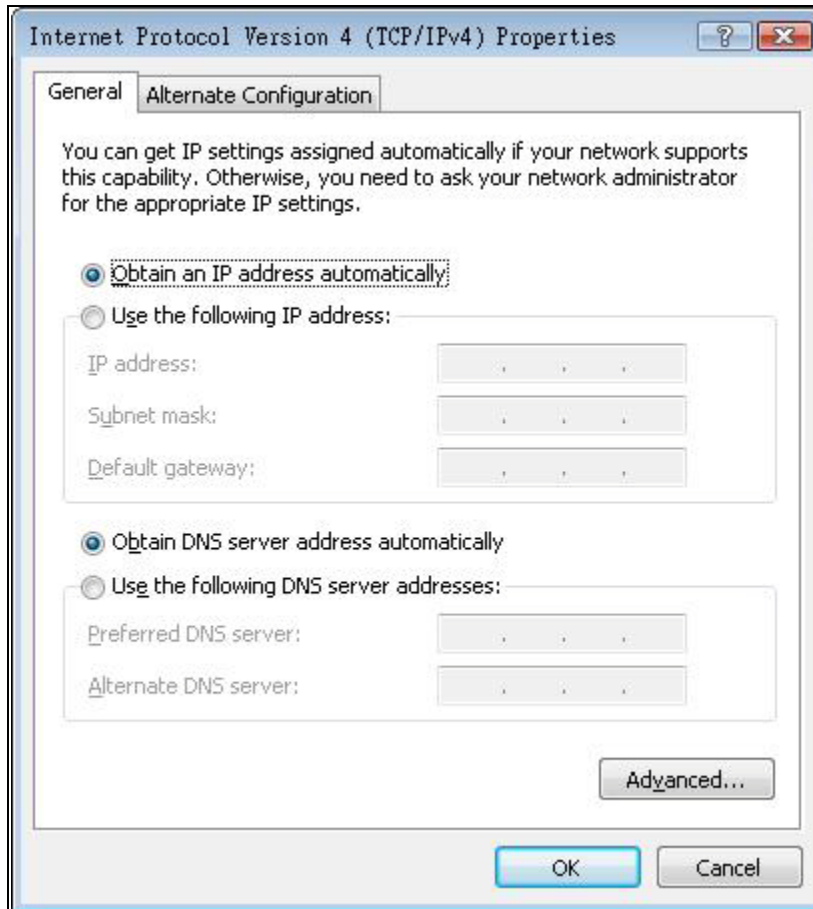 Internet Protocol Version 4 (TCP/IPv4) Properties
General
Alternate Configuration
You can get IP settings assigned automatically if your network supports
this capability. Otherwise, you need to ask your network administrator
for the appropriate IP settings.
Obtain an IP address automatically
Use the following IP address:
IP address:
Subnet mask:
Default gateway:
Obtain DNS server address automatically
Use the following DNS server addresses:
Preferred DNS server:
Alternate DNS server:
Advanced...
OK
Cancel